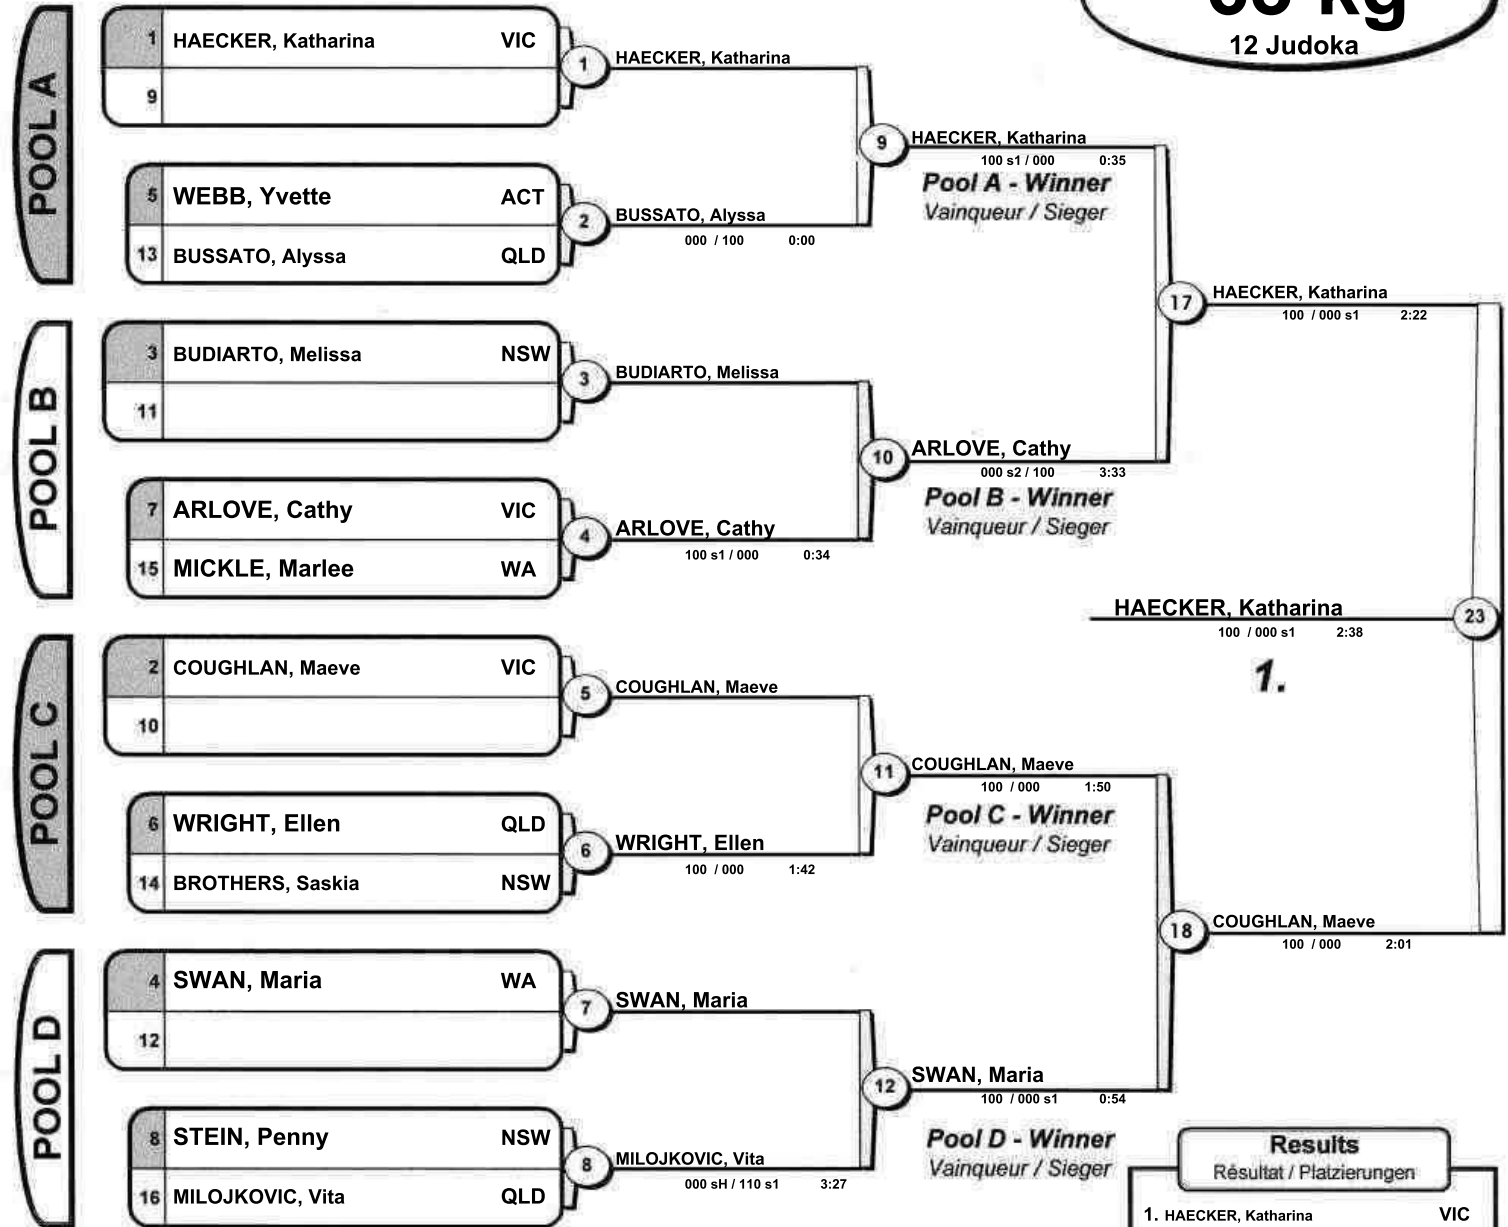 kg
12 Judoka
POOL A
1 HAECKER, Katharina VIC
9
5 WEBB, Yvette ACT
13 BUSSATO, Alyssa QLD
1 HAECKER, Katharina
2 BUSSATO, Alyssa
000 / 100 0:00
9 HAECKER, Katharina
100 s1 / 000 0:35
Pool A - Winner
Vainqueur / Sieger
POOL B
3 BUDIARTO, Melissa NSW
11
7 ARLOVE, Cathy VIC
15 MICKLE, Marlee WA
3 BUDIARTO, Melissa
4 ARLOVE, Cathy
100 s1 / 000 0:34
10 ARLOVE, Cathy
000 s2 / 100 3:33
Pool B - Winner
Vainqueur / Sieger
17 HAECKER, Katharina
100 / 000 s1 2:22
HAECKER, Katharina 23
100 / 000 s1 2:38
1.
POOL C
2 COUGHLAN, Maeve VIC
10
6 WRIGHT, Ellen QLD
14 BROTHERS, Saskia NSW
5 COUGHLAN, Maeve
6 WRIGHT, Ellen
100 / 000 1:42
11 COUGHLAN, Maeve
100 / 000 1:50
Pool C - Winner
Vainqueur / Sieger
POOL D
4 SWAN, Maria WA
12
8 STEIN, Penny NSW
16 MILOJKOVIC, Vita QLD
7 SWAN, Maria
8 MILOJKOVIC, Vita
000 sH / 110 s1 3:27
12 SWAN, Maria
100 / 000 s1 0:54
Pool D - Winner
Vainqueur / Sieger
18 COUGHLAN, Maeve
100 / 000 2:01
Results
Résultat / Platzierungen
1. HAECKER, Katharina VIC